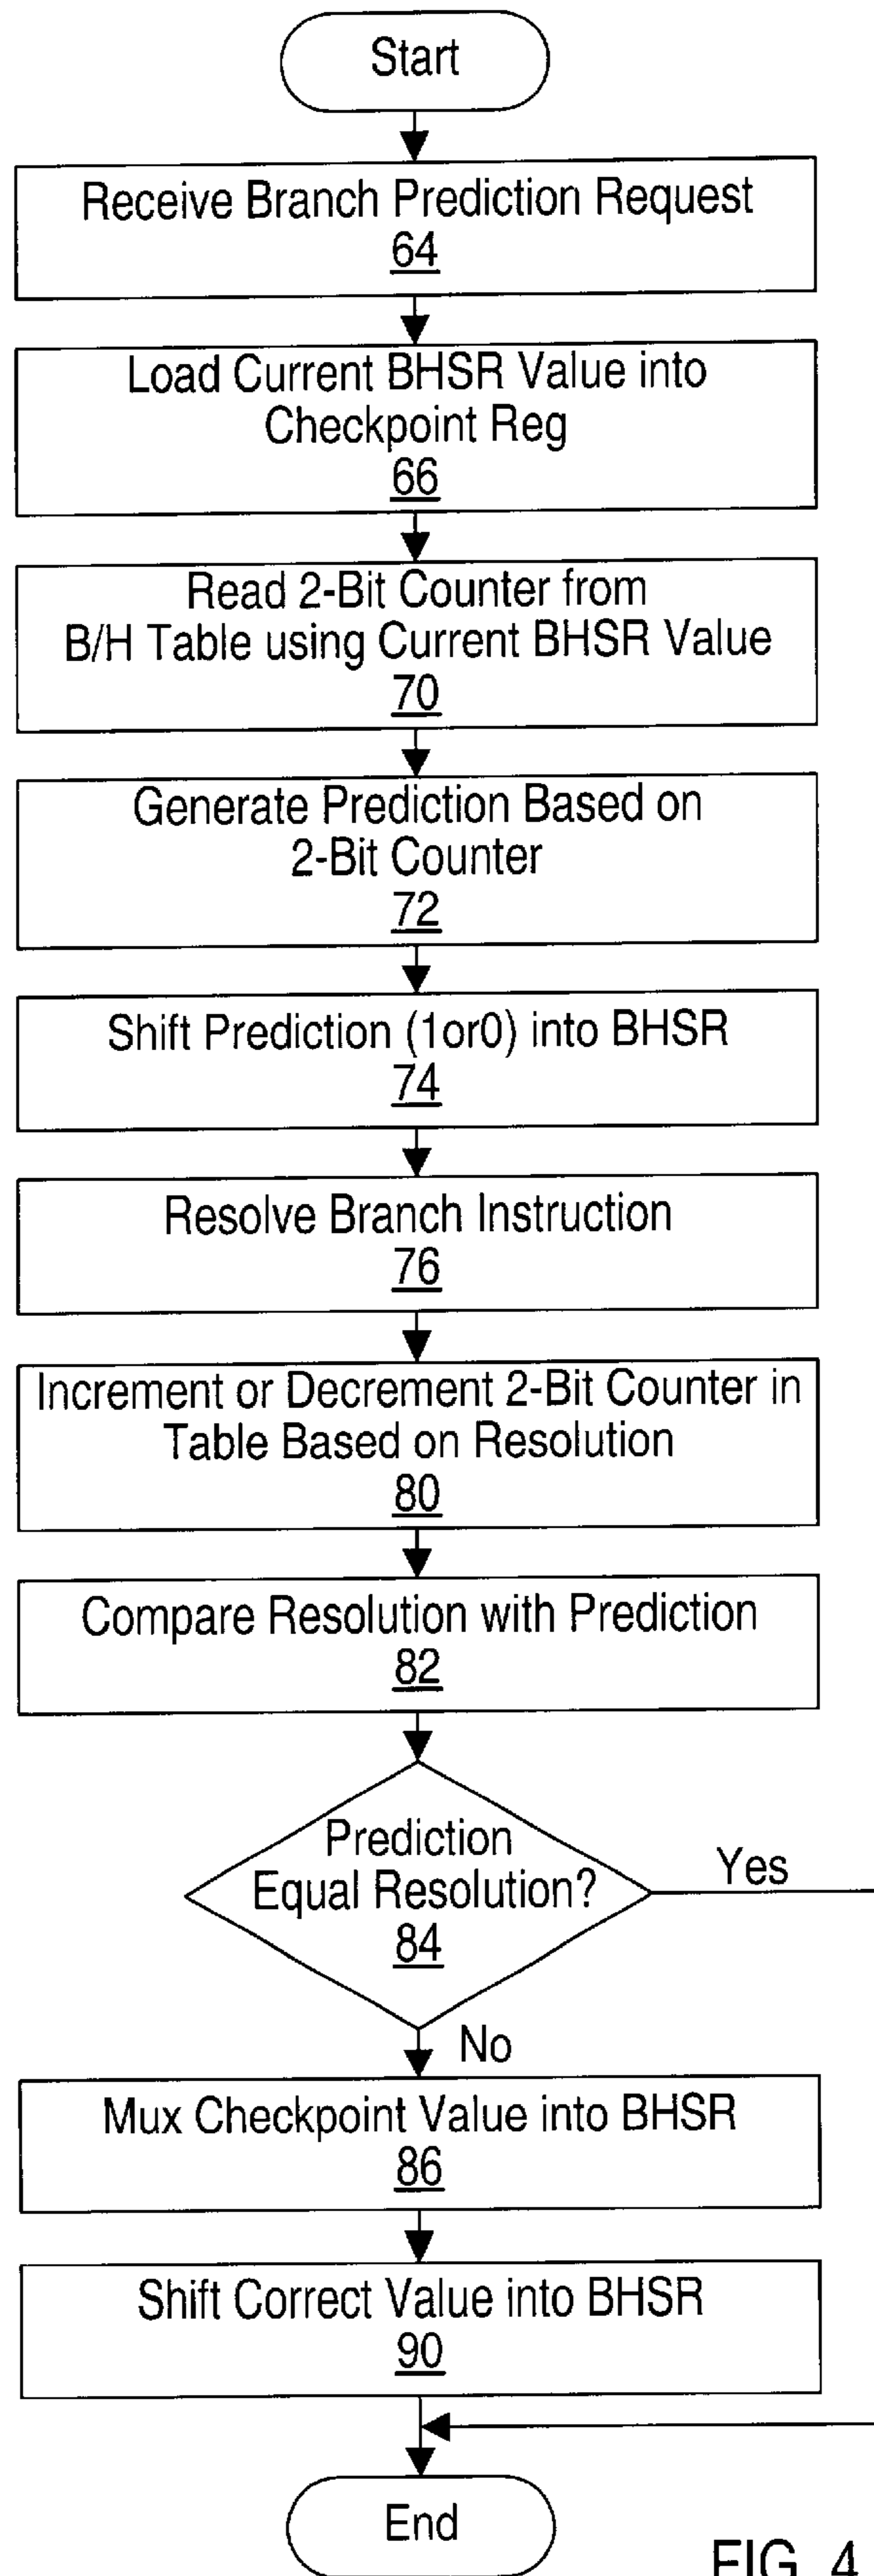 Start
Receive Branch Prediction Request
64
Load Current BHSR Value into
Checkpoint Reg
66
Read 2-Bit Counter from
B/H Table using Current BHSR Value
70
Generate Prediction Based on
2-Bit Counter
72
Shift Prediction (1or0) into BHSR
74
Resolve Branch Instruction
76
Increment or Decrement 2-Bit Counter in
Table Based on Resolution
80
Compare Resolution with Prediction
82
Prediction
Equal Resolution?
84
Yes
No
Mux Checkpoint Value into BHSR
86
Shift Correct Value into BHSR
90
End
FIG. 4